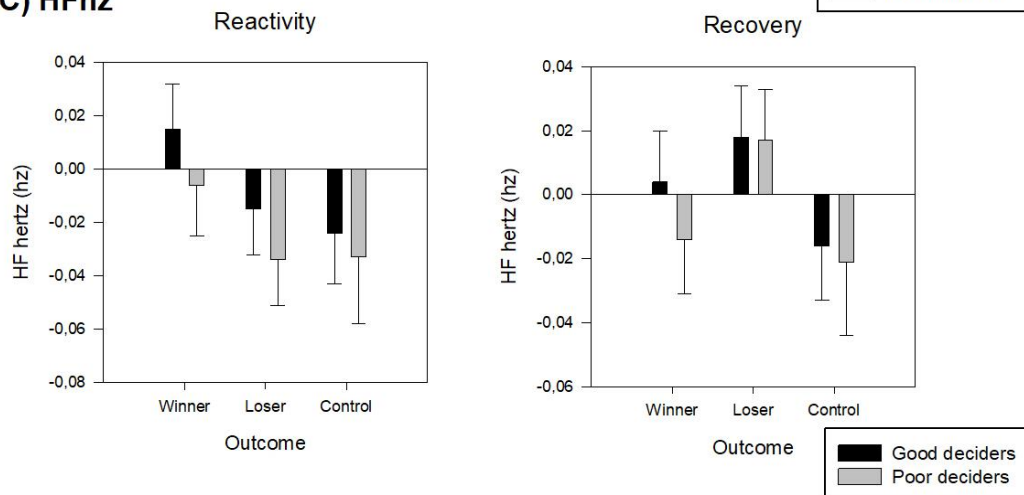 C) HFhz
Reactivity
0,04
0,02
0,00
-0,02
-0,04
-0,06
-0,08
HF hertz (hz)
Winner Loser Control
Outcome
Recovery
0,04
0,02
0,00
-0,02
-0,04
-0,06
HF hertz (hz)
Winner Loser Control
Outcome
Good deciders
Poor deciders